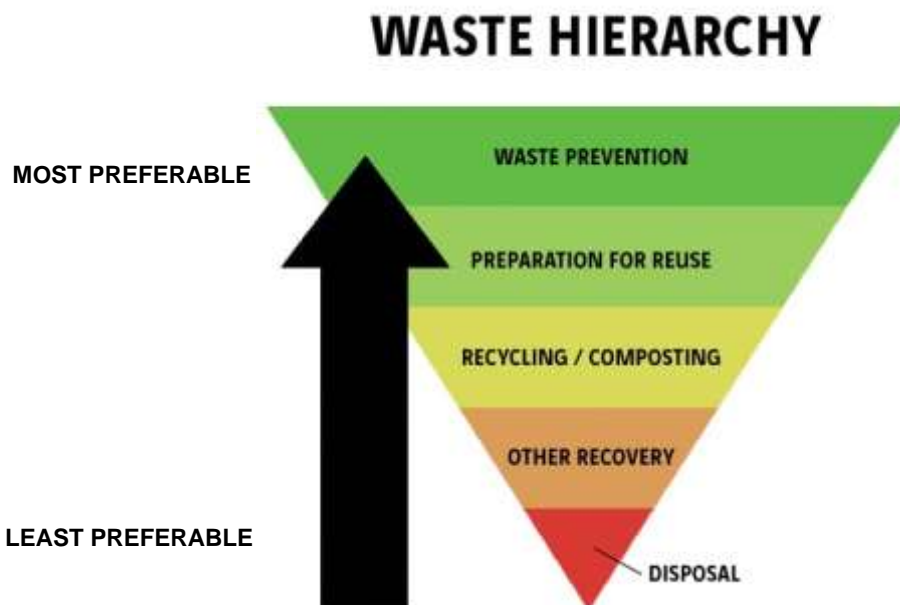 WASTE HIERARCHY
WASTE PREVENTION
MOST PREFERABLE
PREPARATION FOR REUSE
RECYCLING / COMPOSTING
OTHER RECOVERY
LEAST PREFERABLE
DISPOSAL